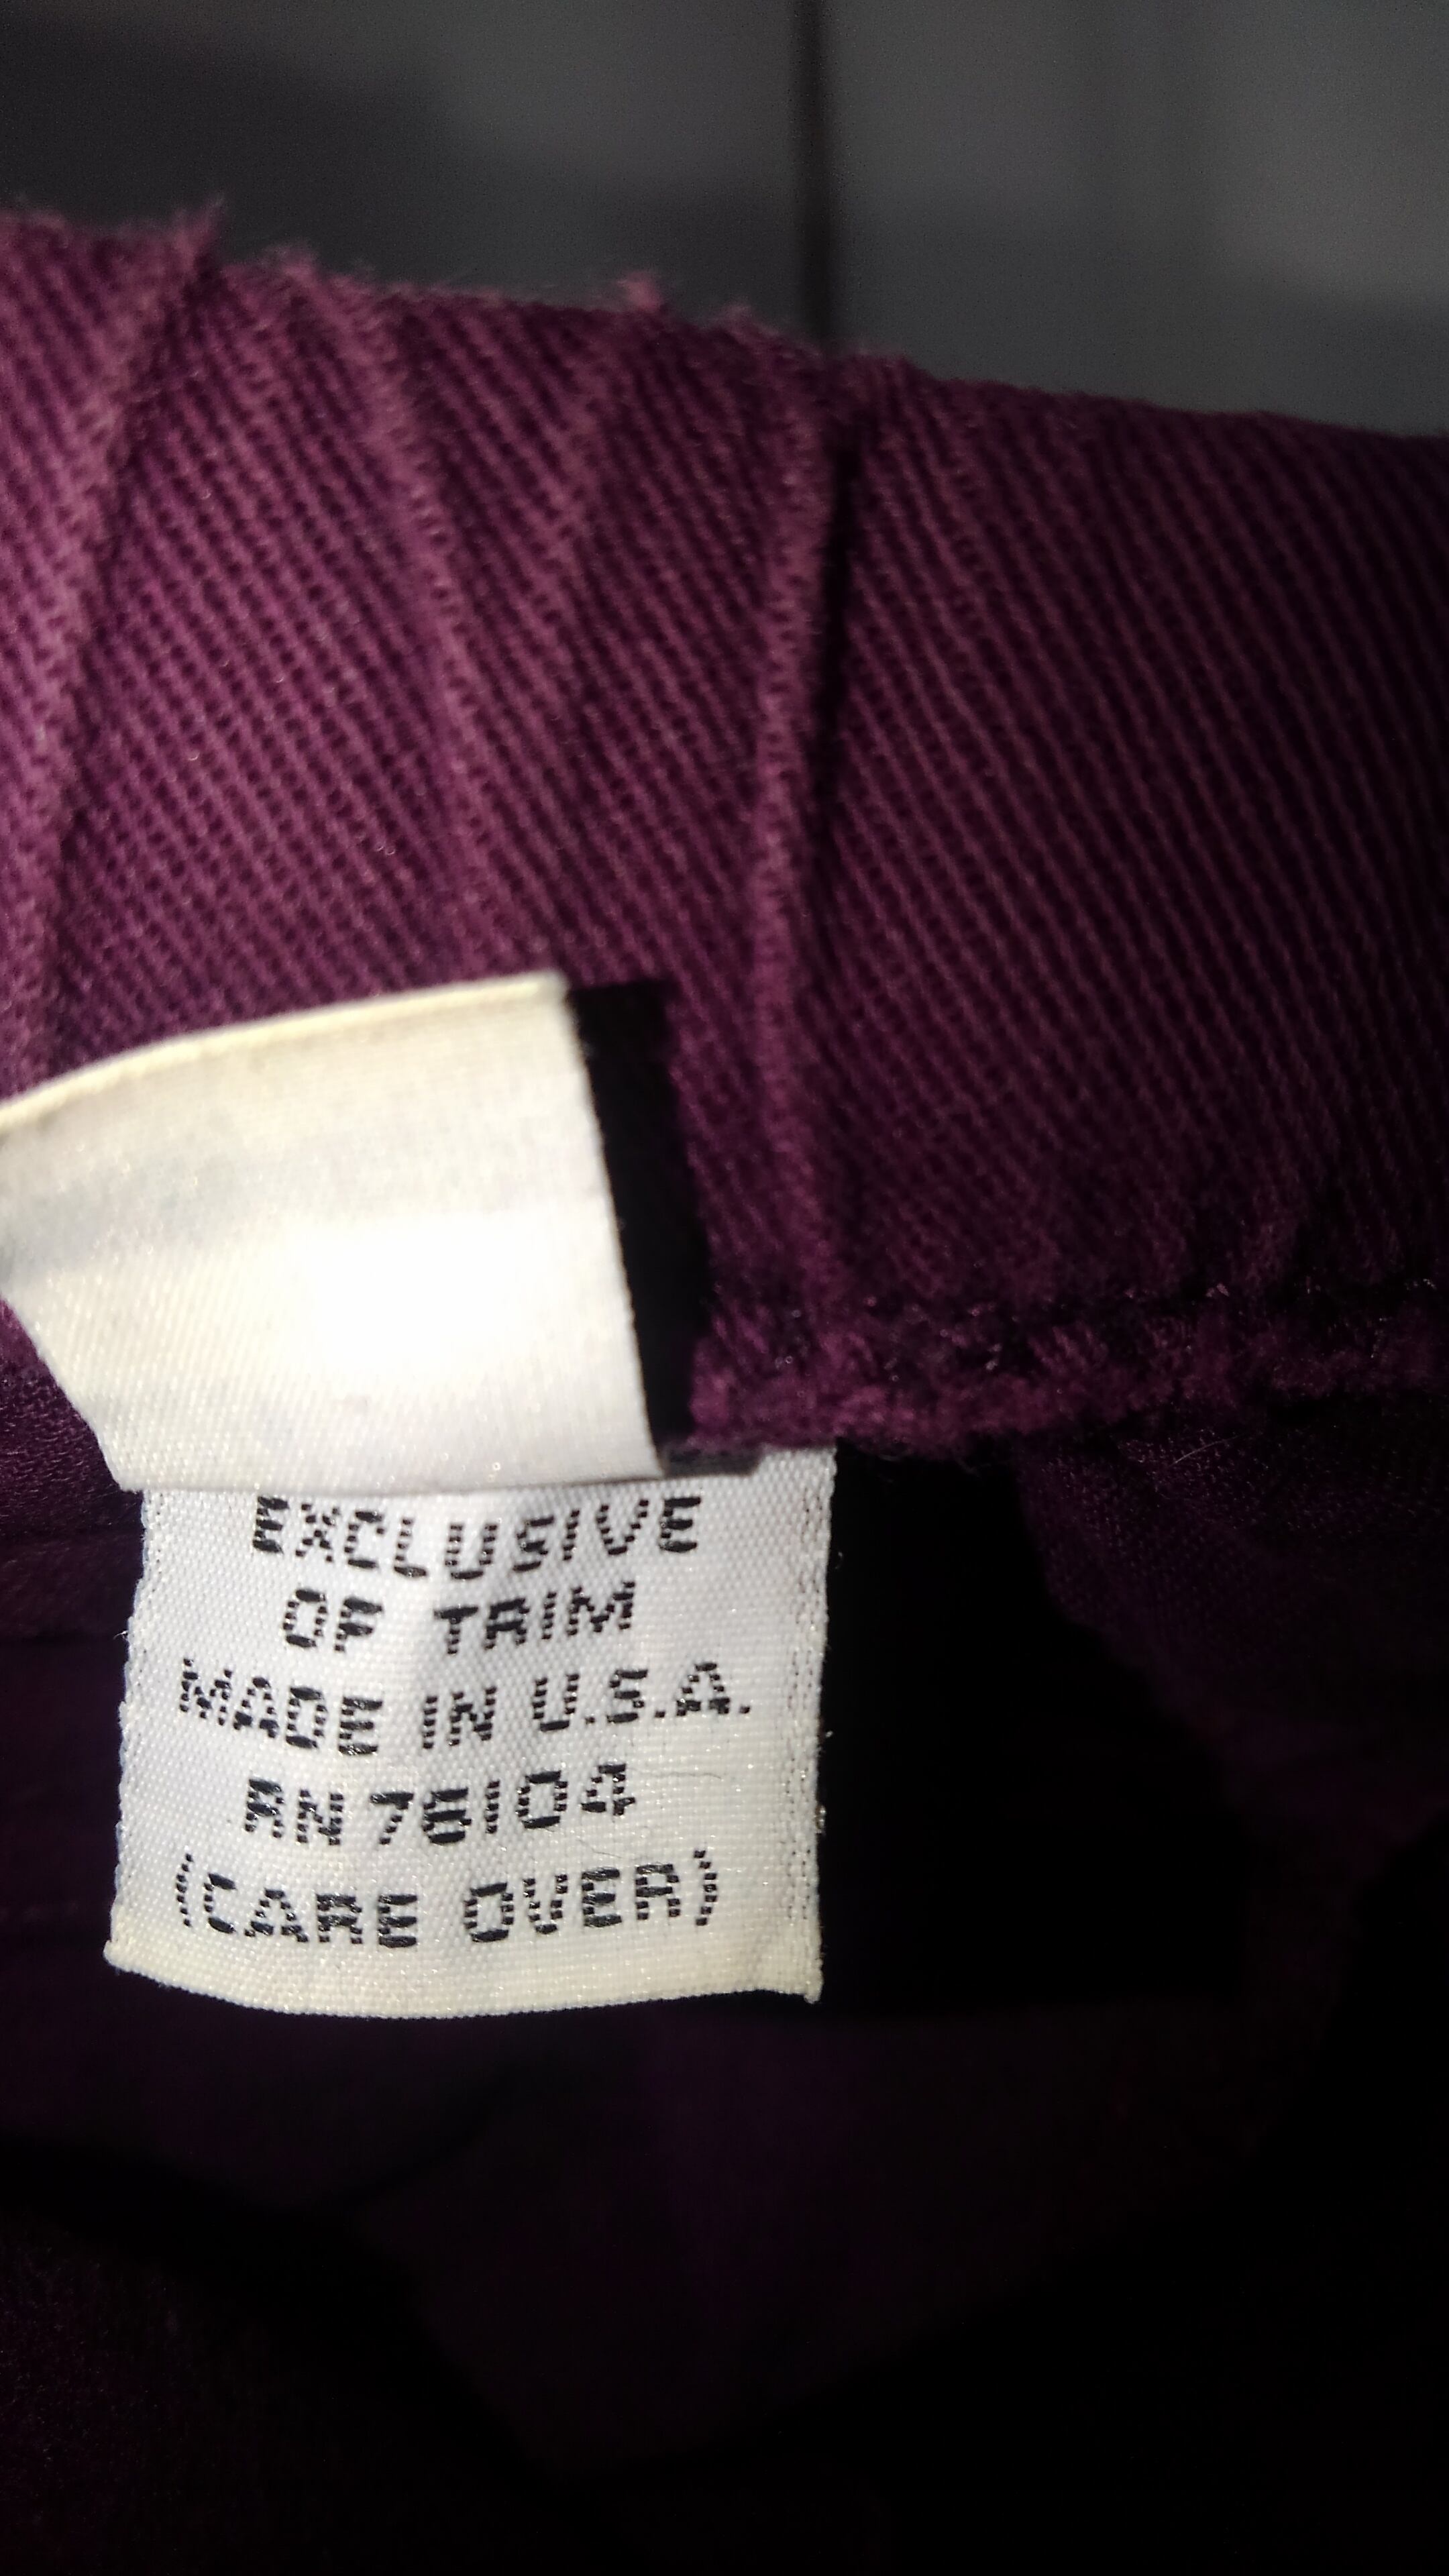 EXCLUSIVE
OF TRIM
MADE IN U.S.A.
RN 76104
(CARE OVER)